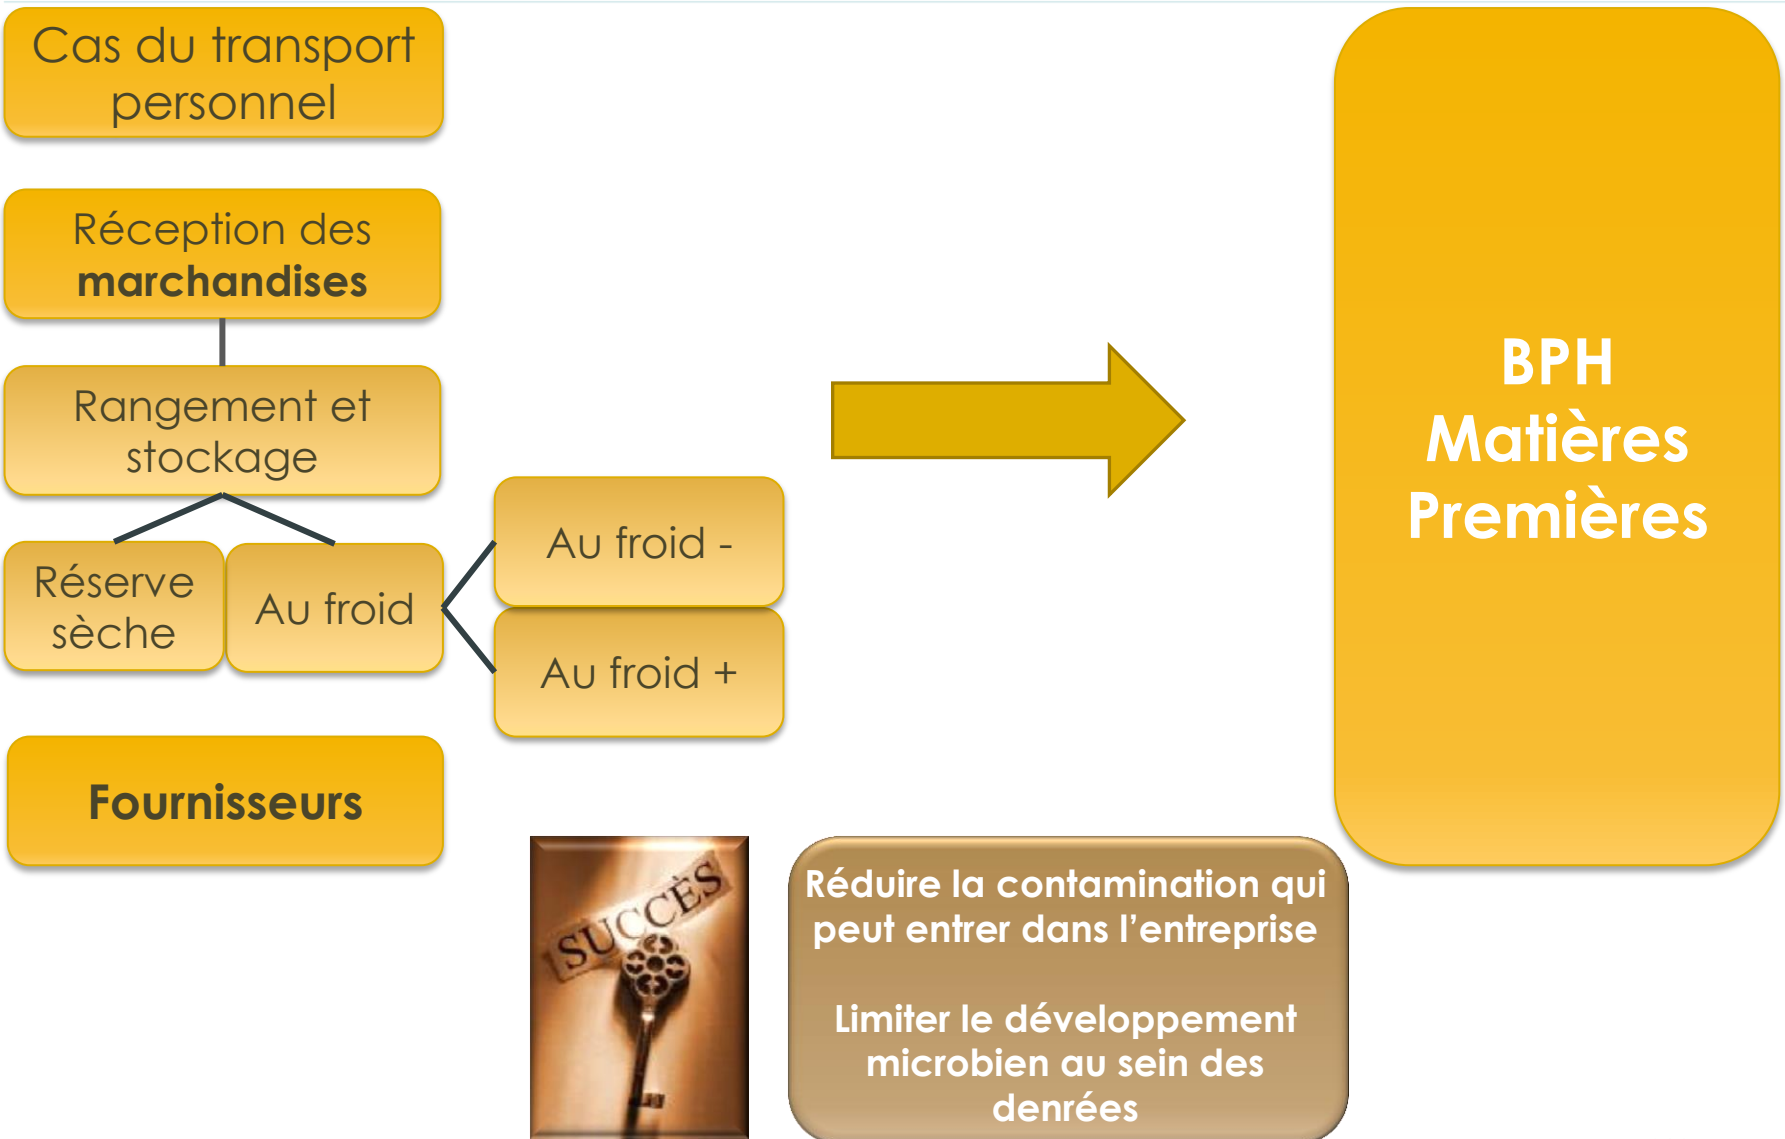 Cas du transport
personnel
Réception des
marchandises
Rangement et
stockage
Réserve
sèche
Au froid
Au froid -
Au froid +
Fournisseurs
BPH
Matières
Premières
SUCCÈS
Réduire la contamination qui
peut entrer dans l’entreprise
Limiter le développement
microbien au sein des
denrées